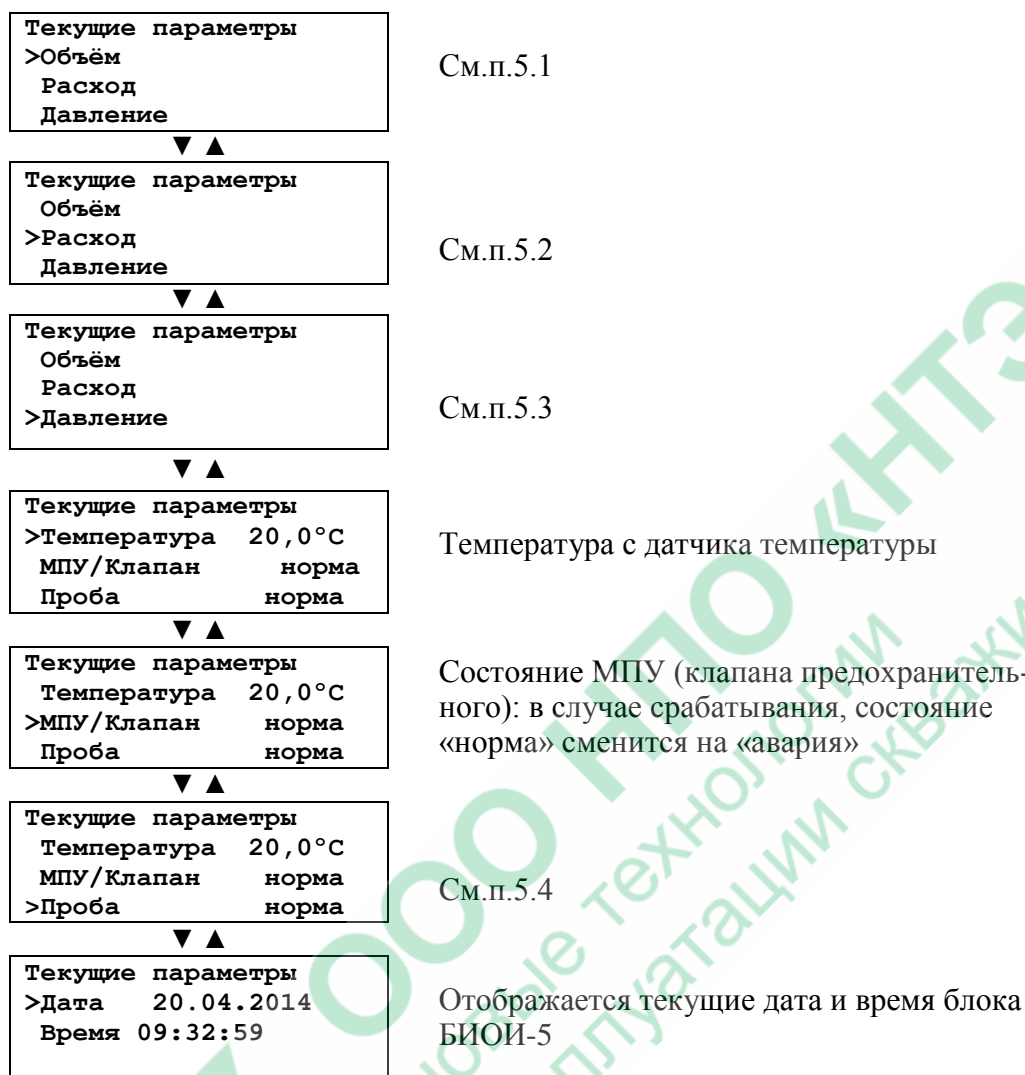 Текущие параметры
>Объём
Расход
Давление
См.п.5.1
▼ ▲
Текущие параметры
Объём
>Расход
Давление
См.п.5.2
▼ ▲
Текущие параметры
Объём
Расход
>Давление
См.п.5.3
▼ ▲
Текущие параметры
>Температура 20,0°C
МПУ/Клапан норма
Проба норма
Температура с датчика температуры
▼ ▲
Текущие параметры
Температура 20,0°C
>МПУ/Клапан норма
Проба норма
Состояние МПУ (клапана предохранитель-
ного): в случае срабатывания, состояние
«норма» сменится на «авария»
▼ ▲
Текущие параметры
Температура 20,0°C
МПУ/Клапан норма
>Проба норма
См.п.5.4
▼ ▲
Текущие параметры
>Дата 20.04.2014
Время 09:32:59
Отображается текущие дата и время блока
БИОИ-5
ООО НПО «НТЭ
технологии